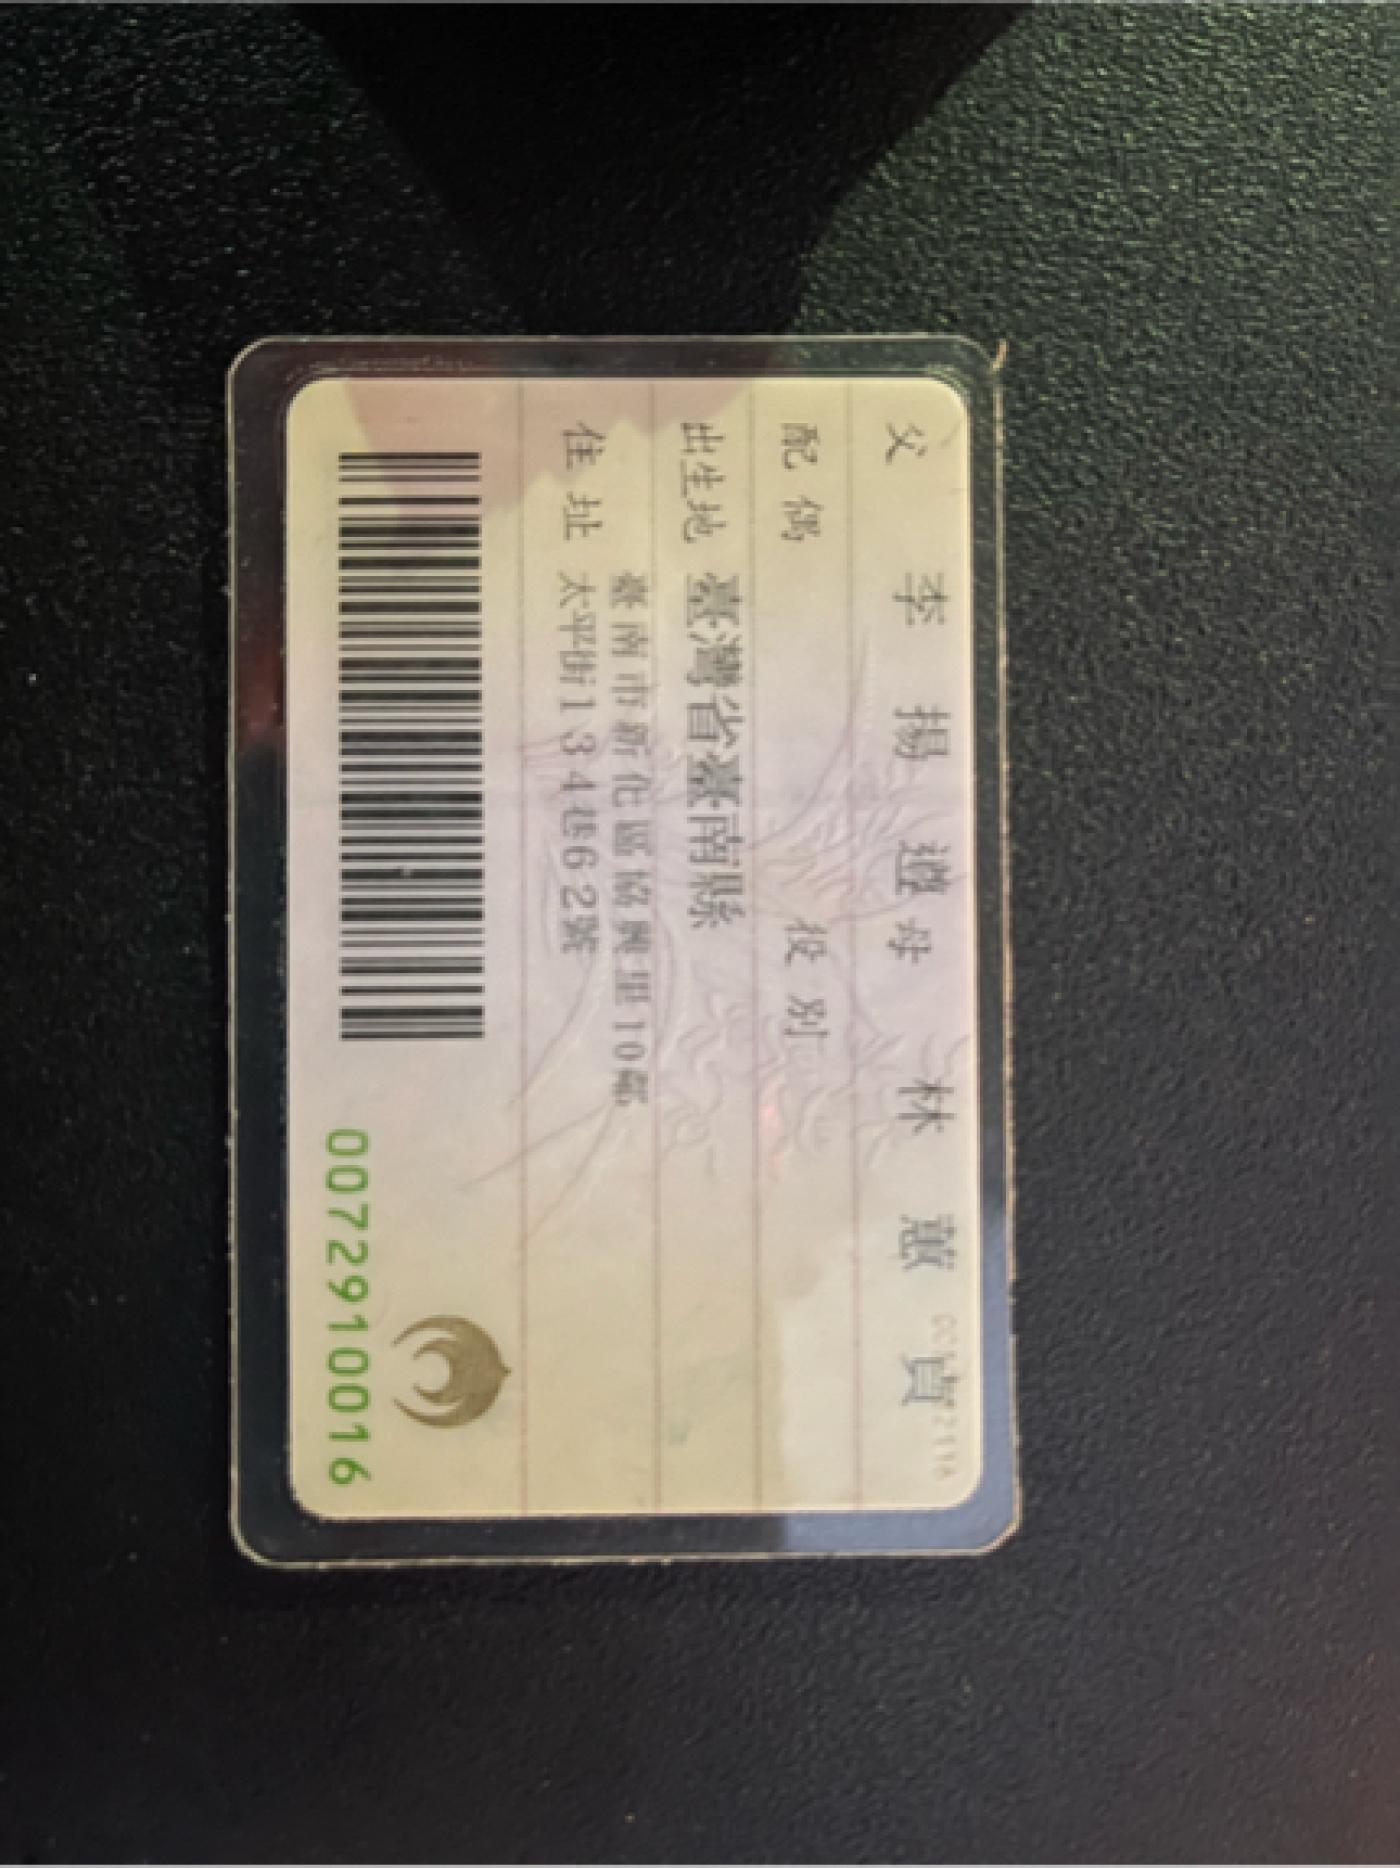 父 李揚澄 母 林蕙貞
配偶 役別
出生地 臺灣省臺南縣
住址 臺南市新化區協興里10鄰
太平街134巷62號
0072910016